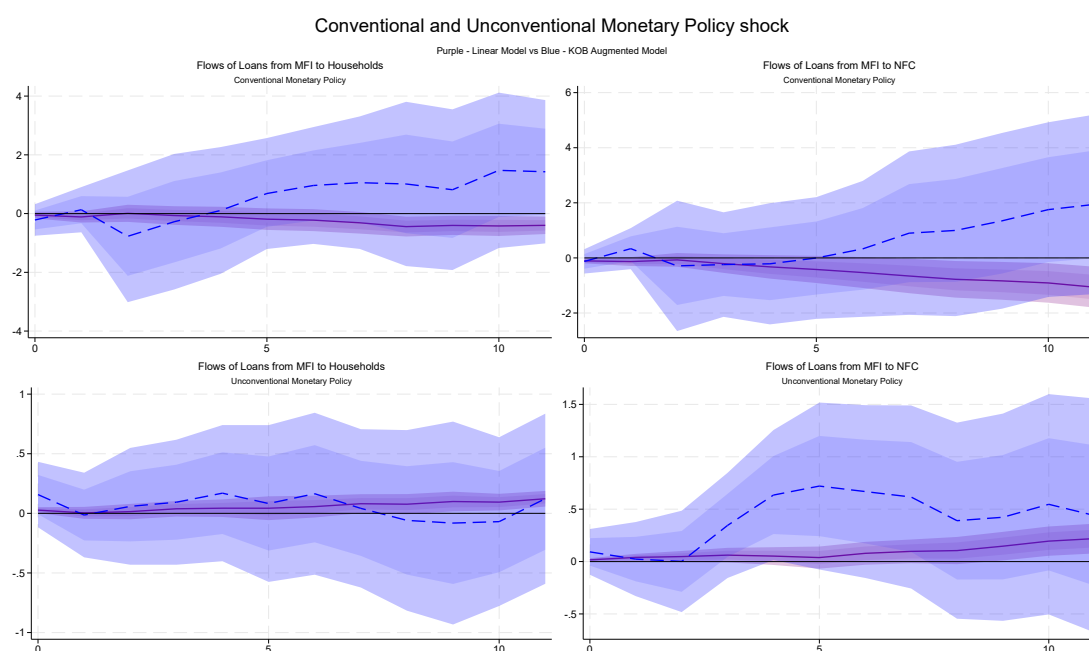 Conventional and Unconventional Monetary Policy shock
Purple - Linear Model vs Blue - KOB Augmented Model
Flows of Loans from MFI to Households
Conventional Monetary Policy
4
2
0
-2
-4
0 5 10
Flows of Loans from MFI to NFC
Conventional Monetary Policy
6
4
2
0
-2
0 5 10
Flows of Loans from MFI to Households
Unconventional Monetary Policy
1
.5
0
-.5
-1
0 5 10
Flows of Loans from MFI to NFC
Unconventional Monetary Policy
1.5
1
.5
0
-.5
0 5 10